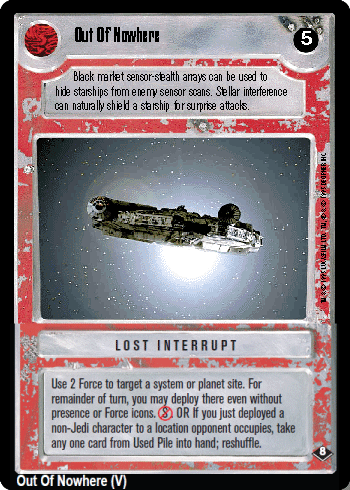 Out Of Nowhere
5
Black market sensor-stealth arrays can be used to
hide starships from enemy sensor scans. Stellar interference
can naturally shield a starship for surprise attacks.
LOST INTERRUPT
Use 2 Force to target a system or planet site. For
remainder of turn, you may deploy there even without
presence or Force icons. S OR If you just deployed a
non-Jedi character to a location opponent occupies, take
any one card from Used Pile into hand; reshuffle.
8
Out Of Nowhere (V)